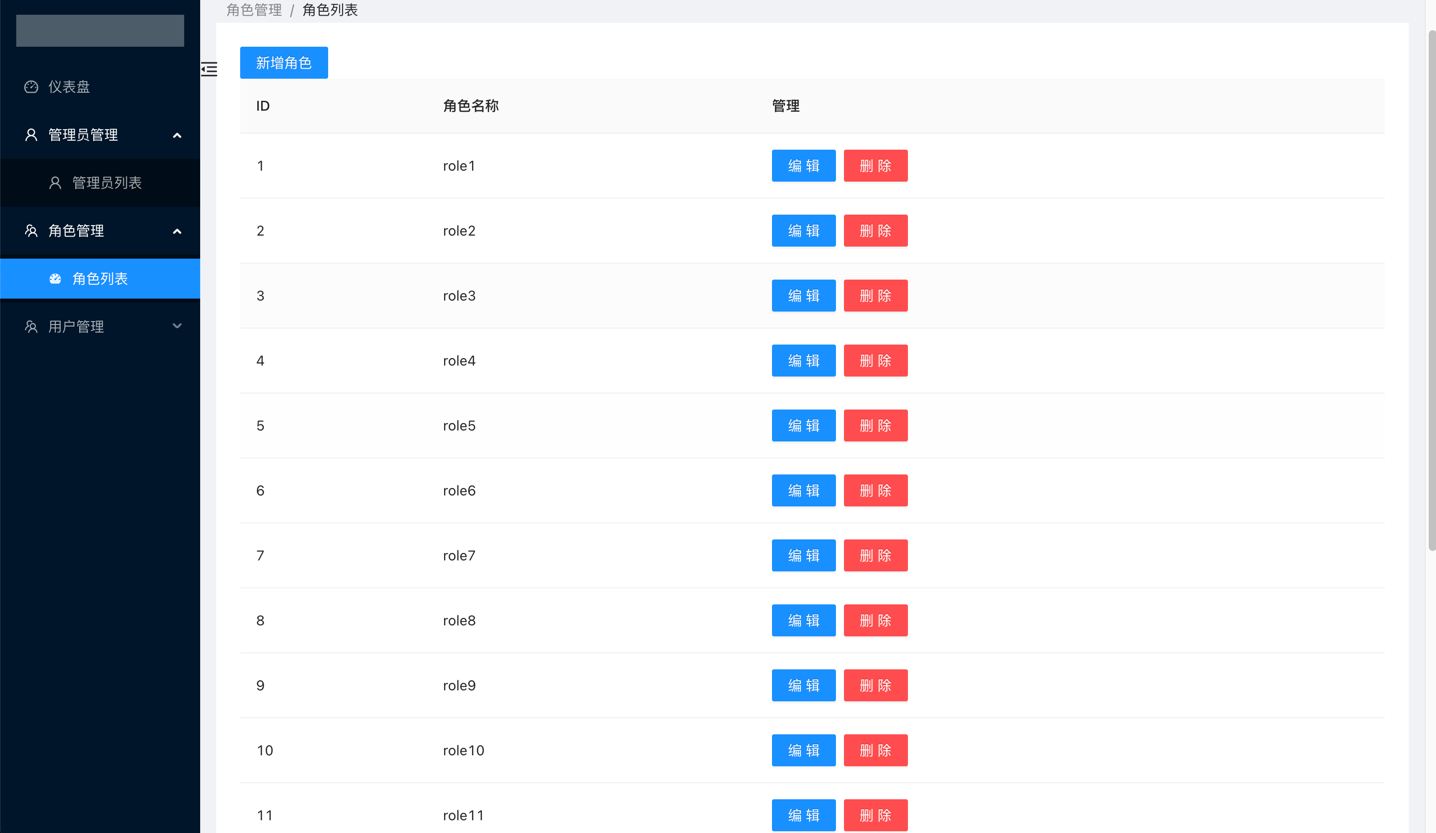 角色管理 / 角色列表
仪表盘
管理员管理
管理员列表
角色管理
角色列表
用户管理
新增角色
ID 角色名称 管理
1 role1 编 辑 删 除
2 role2 编 辑 删 除
3 role3 编 辑 删 除
4 role4 编 辑 删 除
5 role5 编 辑 删 除
6 role6 编 辑 删 除
7 role7 编 辑 删 除
8 role8 编 辑 删 除
9 role9 编 辑 删 除
10 role10 编 辑 删 除
11 role11 编 辑 删 除